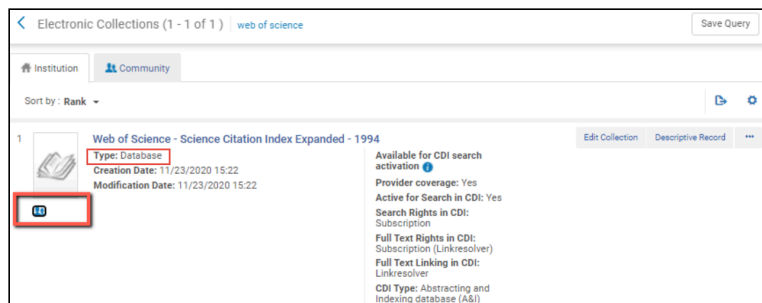 Electronic Collections (1 - 1 of 1 ) web of science
Save Query
Institution
Community
Sort by : Rank
1
Web of Science - Science Citation Index Expanded - 1994
Edit Collection
Descriptive Record
Type: Database
Creation Date: 11/23/2020 15:22
Modification Date: 11/23/2020 15:22
Available for CDI search
activation
Provider coverage: Yes
Active for Search in CDI: Yes
Search Rights in CDI:
Subscription
Full Text Rights in CDI:
Subscription (Linkresolver)
Full Text Linking in CDI:
Linkresolver
CDI Type: Abstracting and
Indexing database (A&I)